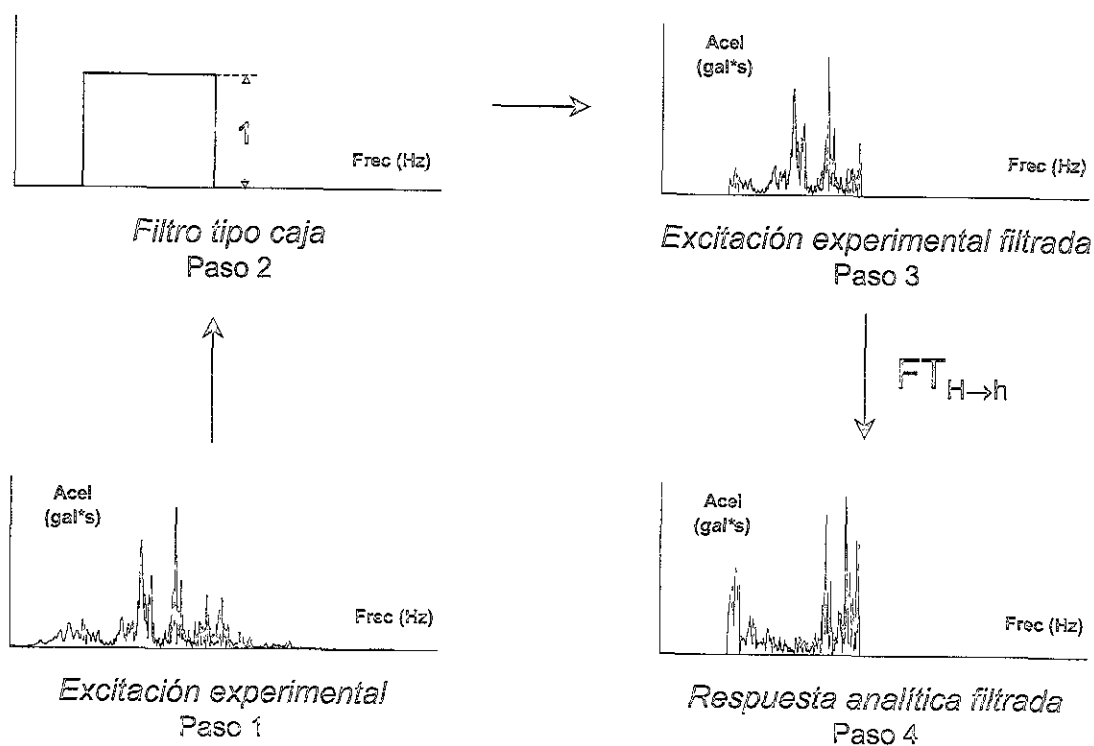 1
Frec (Hz)
Filtro tipo caja
Paso 2
Acel
(gal*s)
Frec (Hz)
Excitación experimental filtrada
Paso 3
FT H→h
Acel
(gal*s)
Frec (Hz)
Excitación experimental
Paso 1
Acel
(gal*s)
Frec (Hz)
Respuesta analítica filtrada
Paso 4